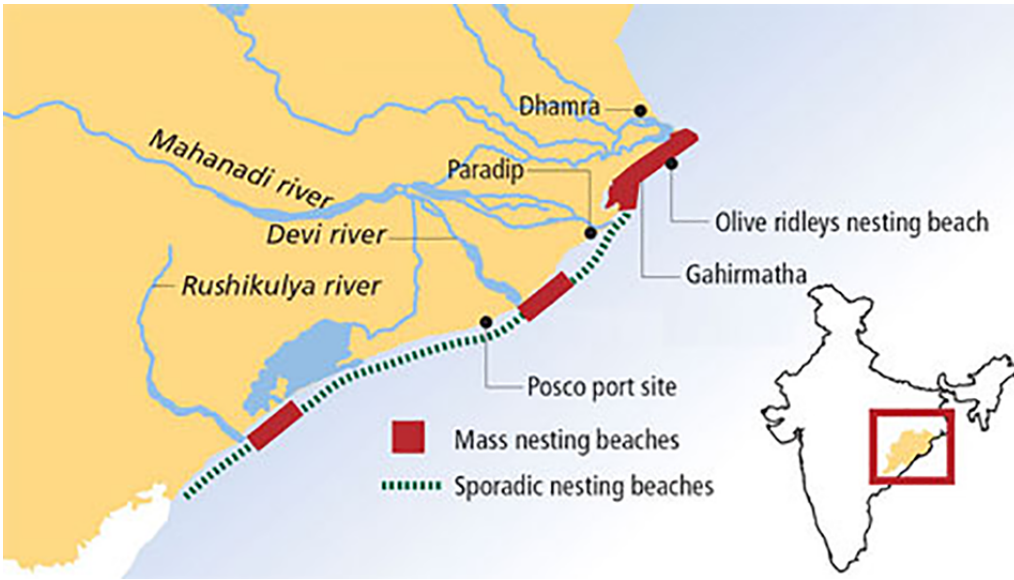 Dhamra
Mahanadi river
Paradip
Olive ridleys nesting beach
Devi river
Gahirmatha
Rushikulya river
Posco port site
Mass nesting beaches
Sporadic nesting beaches